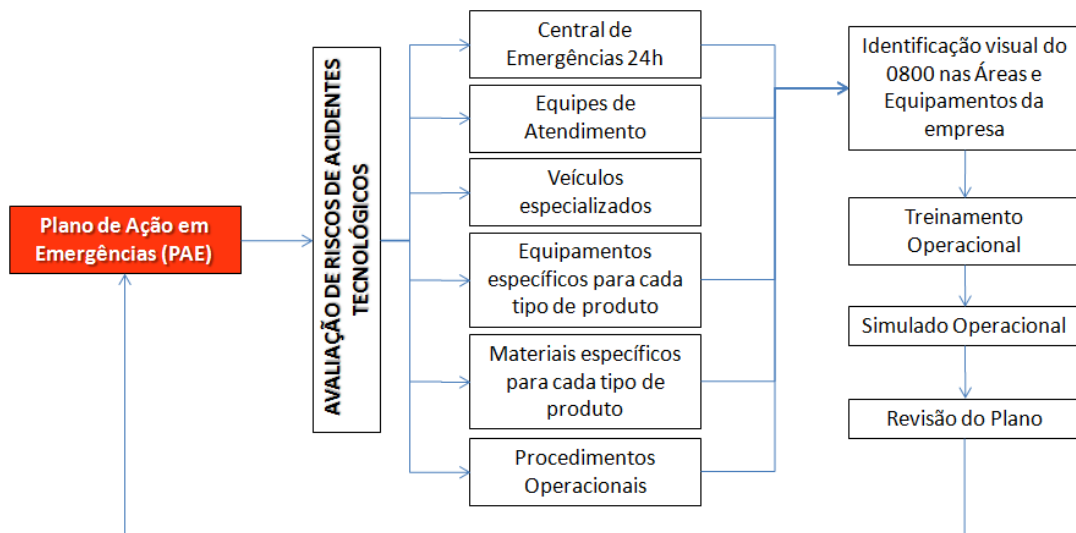 Plano de Ação em
Emergências (PAE)
AVALIAÇÃO DE RISCOS DE ACIDENTES
TECNOLÓGICOS
Central de
Emergências 24h
Equipes de
Atendimento
Veículos
especializados
Equipamentos
específicos para cada
tipo de produto
Materiais específicos
para cada tipo de
produto
Procedimentos
Operacionais
Identificação visual do
0800 nas Áreas e
Equipamentos da
empresa
Treinamento
Operacional
Simulado Operacional
Revisão do Plano